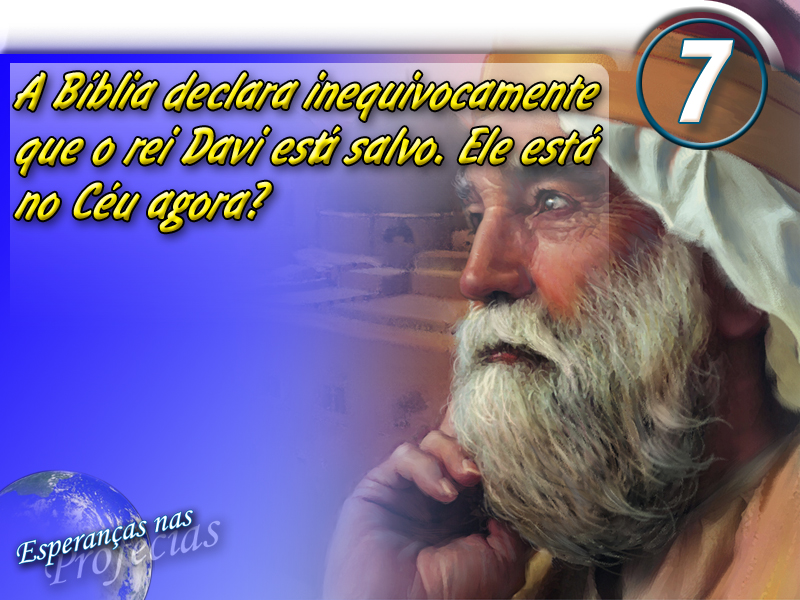 A Bíblia declara inequivocamente
que o rei Davi está salvo. Ele está
no Céu agora?
7
Esperanças nas
Profecias